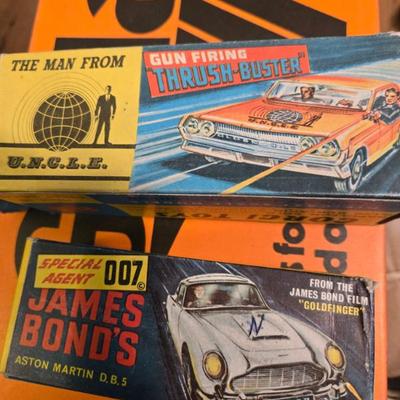 THE MAN FROM
U.N.C.L.E.
GUN FIRING
"THRUSH-BUSTER"
SPECIAL
AGENT 007
JAMES
BOND'S
ASTON MARTIN D.B.5
FROM THE
JAMES BOND FILM
"GOLDFINGER"
N